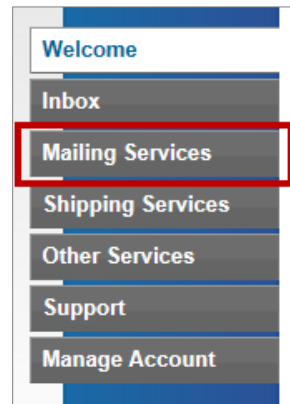 Welcome
Inbox
Mailing Services
Shipping Services
Other Services
Support
Manage Account